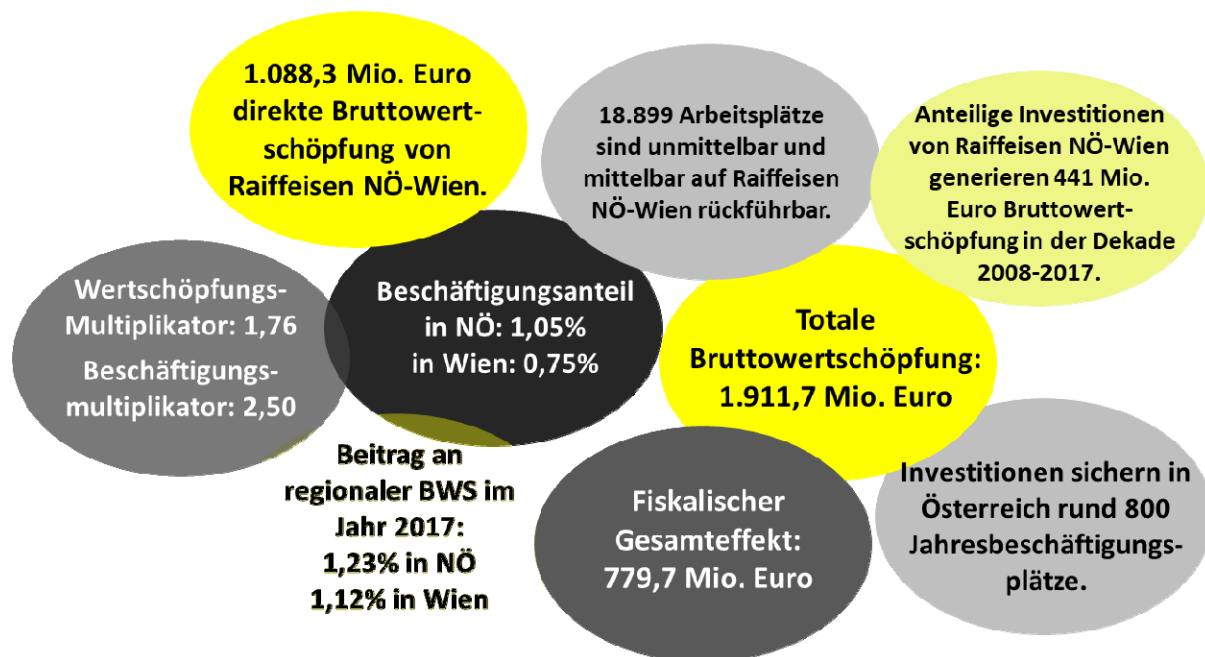 1.088,3 Mio. Euro
direkte Bruttowert-
schöpfung von
Raiffeisen NÖ-Wien.
18.899 Arbeitsplätze
sind unmittelbar und
mittelbar auf Raiffeisen
NÖ-Wien rückführbar.
Anteilige Investitionen
von Raiffeisen NÖ-Wien
generieren 441 Mio.
Euro Bruttowert-
schöpfung in der Dekade
2008-2017.
Wertschöpfungs-
Multiplikator: 1,76
Beschäftigungs-
multiplikator: 2,50
Beschäftigungsanteil
in NÖ: 1,05%
in Wien: 0,75%
Totale
Bruttowertschöpfung:
1.911,7 Mio. Euro
Beitrag an
regionaler BWS im
Jahr 2017:
1,23% in NÖ
1,12% in Wien
Fiskalischer
Gesamteffekt:
779,7 Mio. Euro
Investitionen sichern in
Österreich rund 800
Jahresbeschäftigungs-
plätze.